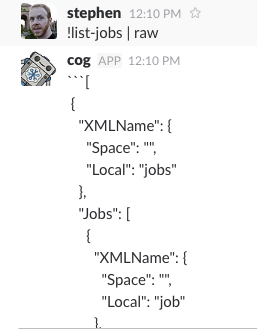 stephen 12:10 PM ☆
!list-jobs | raw
cog APP 12:10 PM
```[
{
"XMLName": {
"Space": "",
"Local": "jobs"
},
"Jobs": [
{
"XMLName": {
"Space": "",
"Local": "job"
},